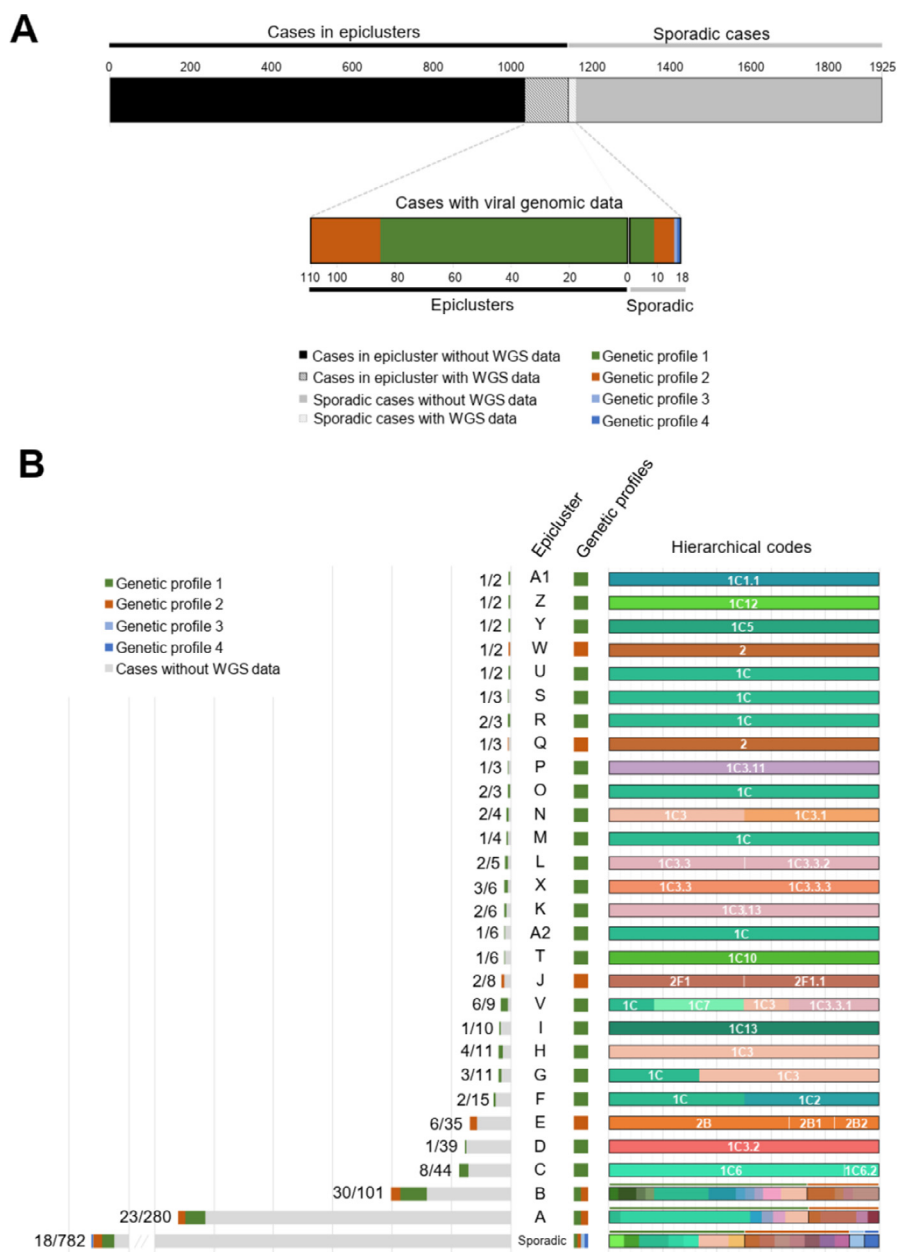 A
Cases in epiclusters Sporadic cases
0 200 400 600 800 1000 1200 1400 1600 1800 1925
Cases with viral genomic data
110 100 80 60 40 20 0 10 18
Epiclusters Sporadic
Cases in epicluster without WGS data
Cases in epicluster with WGS data
Sporadic cases without WGS data
Sporadic cases with WGS data
Genetic profile 1
Genetic profile 2
Genetic profile 3
Genetic profile 4
B
Epicluster
Genetic profiles
Hierarchical codes
Genetic profile 1
Genetic profile 2
Genetic profile 3
Genetic profile 4
Cases without WGS data
1/2 A1 1C1.1
1/2 Z 1C12
1/2 Y 1C5
1/2 W 2
1/2 U 1C
1/3 S 1C
2/3 R 1C
1/3 Q 2
1/3 P 1C3.11
2/3 O 1C
2/4 N 1C3 1C3.1
1/4 M 1C
2/5 L 1C3.3 1C3.3.2
3/6 X 1C3.3 1C3.3.3
2/6 K 1C3.13
1/6 A2 1C
1/6 T 1C10
2/8 J 2F1 2F1.1
6/9 V 1C 1C7 1C3 1C3.3.1
1/10 I 1C13
4/11 H 1C3
3/11 G 1C 1C3
2/15 F 1C 1C2
6/35 E 2B 2B1 2B2
1/39 D 1C3.2
8/44 C 1C6 1C6.2
30/101 B
23/280 A
18/782 Sporadic